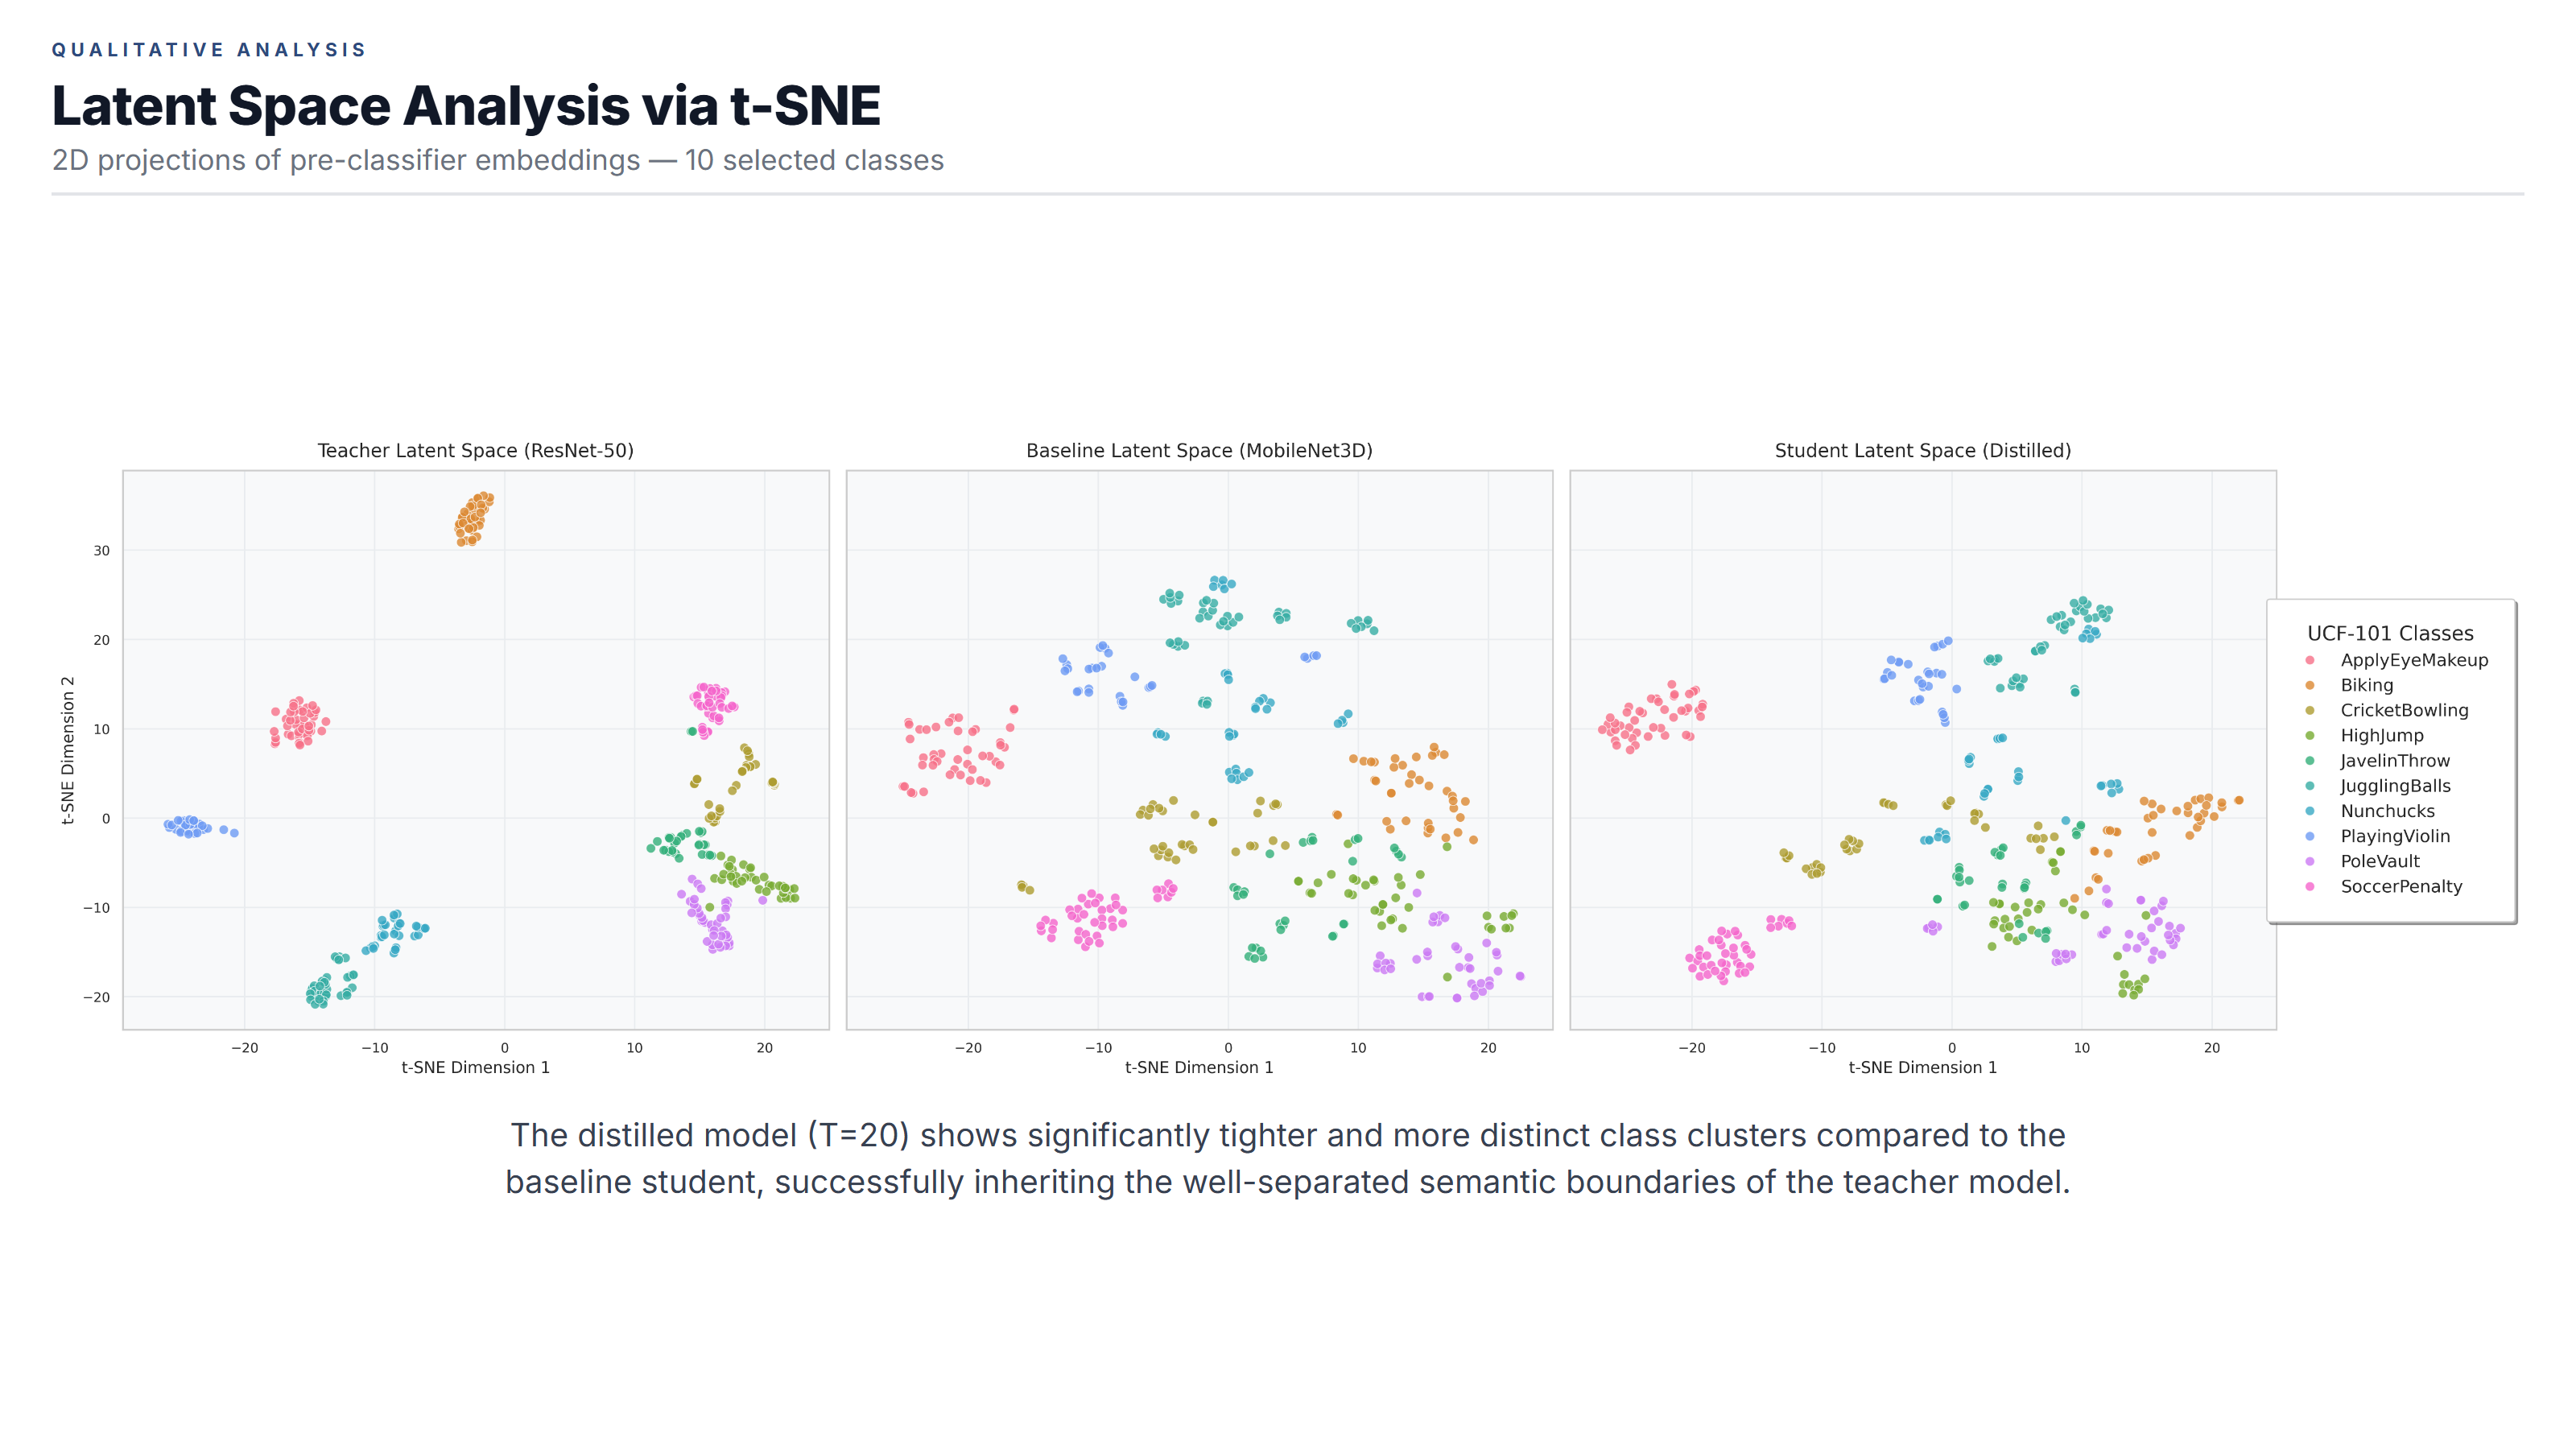 QUALITATIVE ANALYSIS
Latent Space Analysis via t-SNE
2D projections of pre-classifier embeddings — 10 selected classes
Teacher Latent Space (ResNet-50)
Baseline Latent Space (MobileNet3D)
Student Latent Space (Distilled)
t-SNE Dimension 2
30
20
10
0
−10
−20
−20 −10 0 10 20
−20 −10 0 10 20
−20 −10 0 10 20
t-SNE Dimension 1
t-SNE Dimension 1
t-SNE Dimension 1
UCF-101 Classes
ApplyEyeMakeup
Biking
CricketBowling
HighJump
JavelinThrow
JugglingBalls
Nunchucks
PlayingViolin
PoleVault
SoccerPenalty
The distilled model (T=20) shows significantly tighter and more distinct class clusters compared to the
baseline student, successfully inheriting the well-separated semantic boundaries of the teacher model.